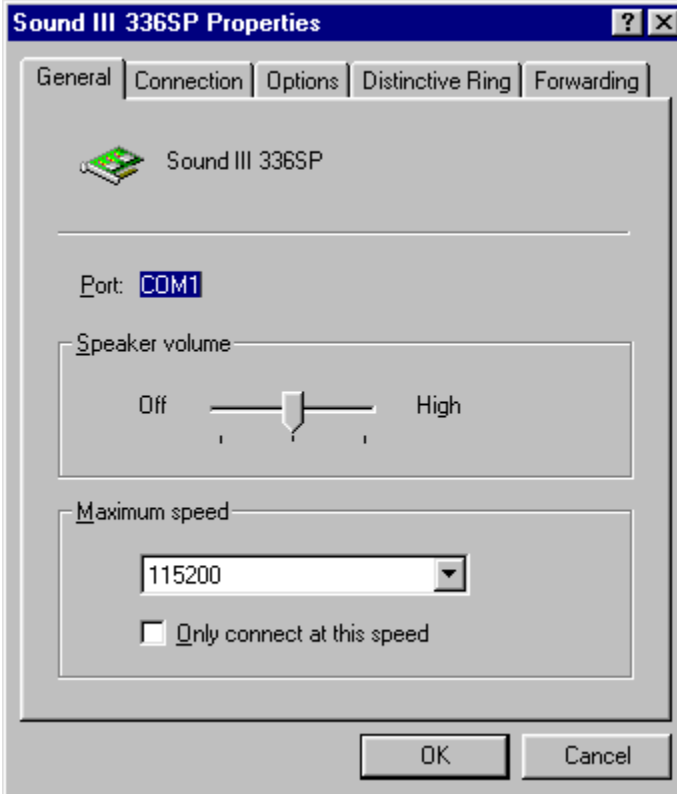 Sound III 336SP Properties
General Connection Options Distinctive Ring Forwarding
Sound III 336SP
Port: COM1
Speaker volume
Off High
Maximum speed
115200
Only connect at this speed
OK Cancel